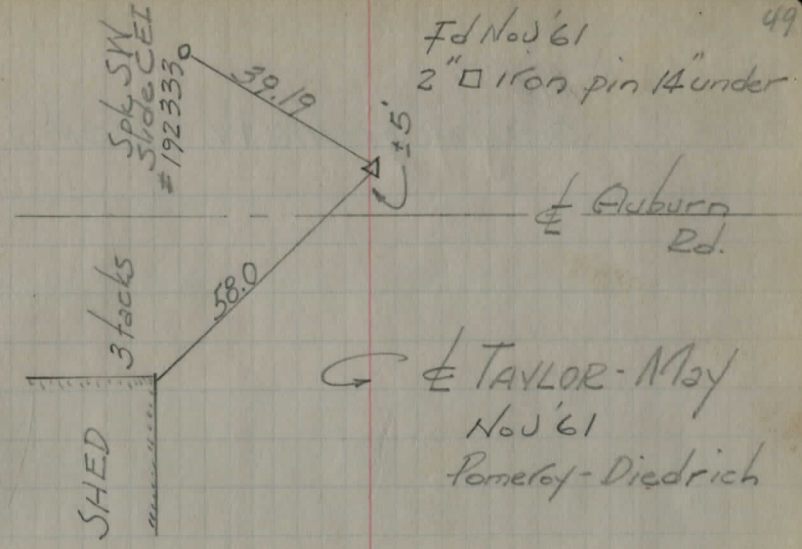 49
Fd Nov '61
2" □ Iron pin 14" under
Spk SW
Side CEI
#192333
39.19
±5'
℄ Auburn
Rd.
58.0
3 tacks
SHED
℄ TAYLOR-May
Nov '61
Pomeroy-Diedrich